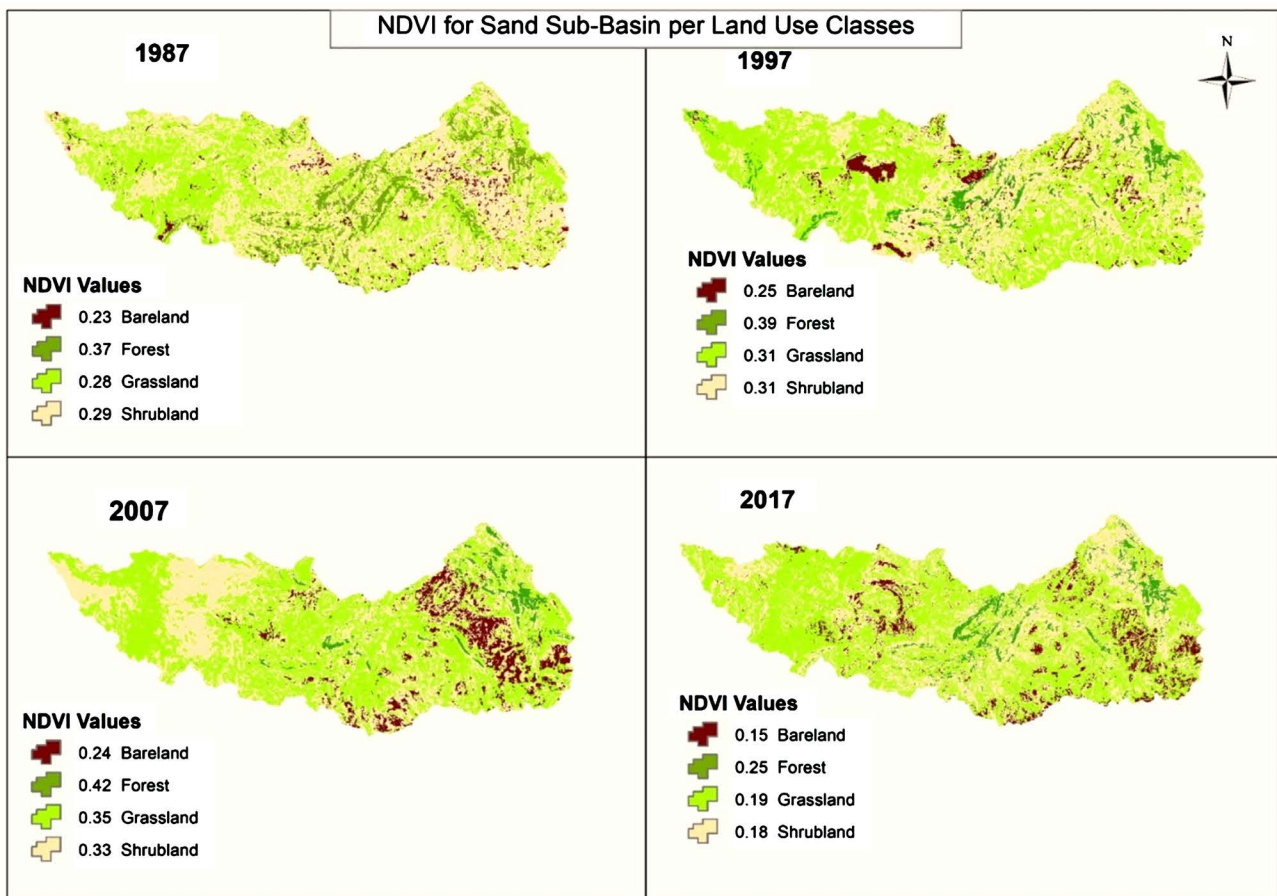 NDVI for Sand Sub-Basin per Land Use Classes
1987
NDVI Values
0.23 Bareland
0.37 Forest
0.28 Grassland
0.29 Shrubland
1997
N
NDVI Values
0.25 Bareland
0.39 Forest
0.31 Grassland
0.31 Shrubland
2007
NDVI Values
0.24 Bareland
0.42 Forest
0.35 Grassland
0.33 Shrubland
2017
NDVI Values
0.15 Bareland
0.25 Forest
0.19 Grassland
0.18 Shrubland